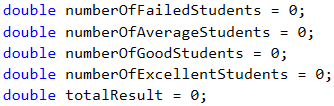 double numberOfFailedStudents = 0;
double numberOfAverageStudents = 0;
double numberOfGoodStudents = 0;
double numberOfExcellentStudents = 0;
double totalResult = 0;